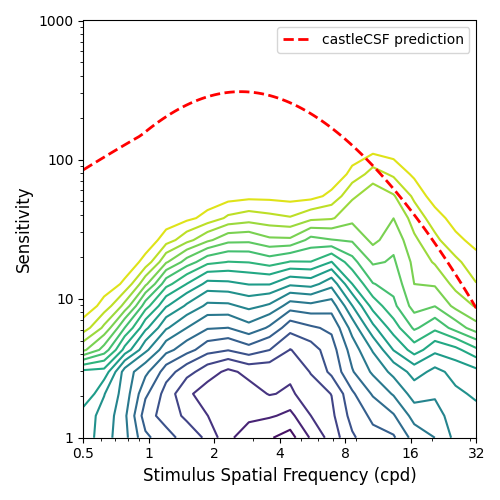 1000
castleCSF prediction
100
Sensitivity
10
1
0.5 1 2 4 8 16 32
Stimulus Spatial Frequency (cpd)